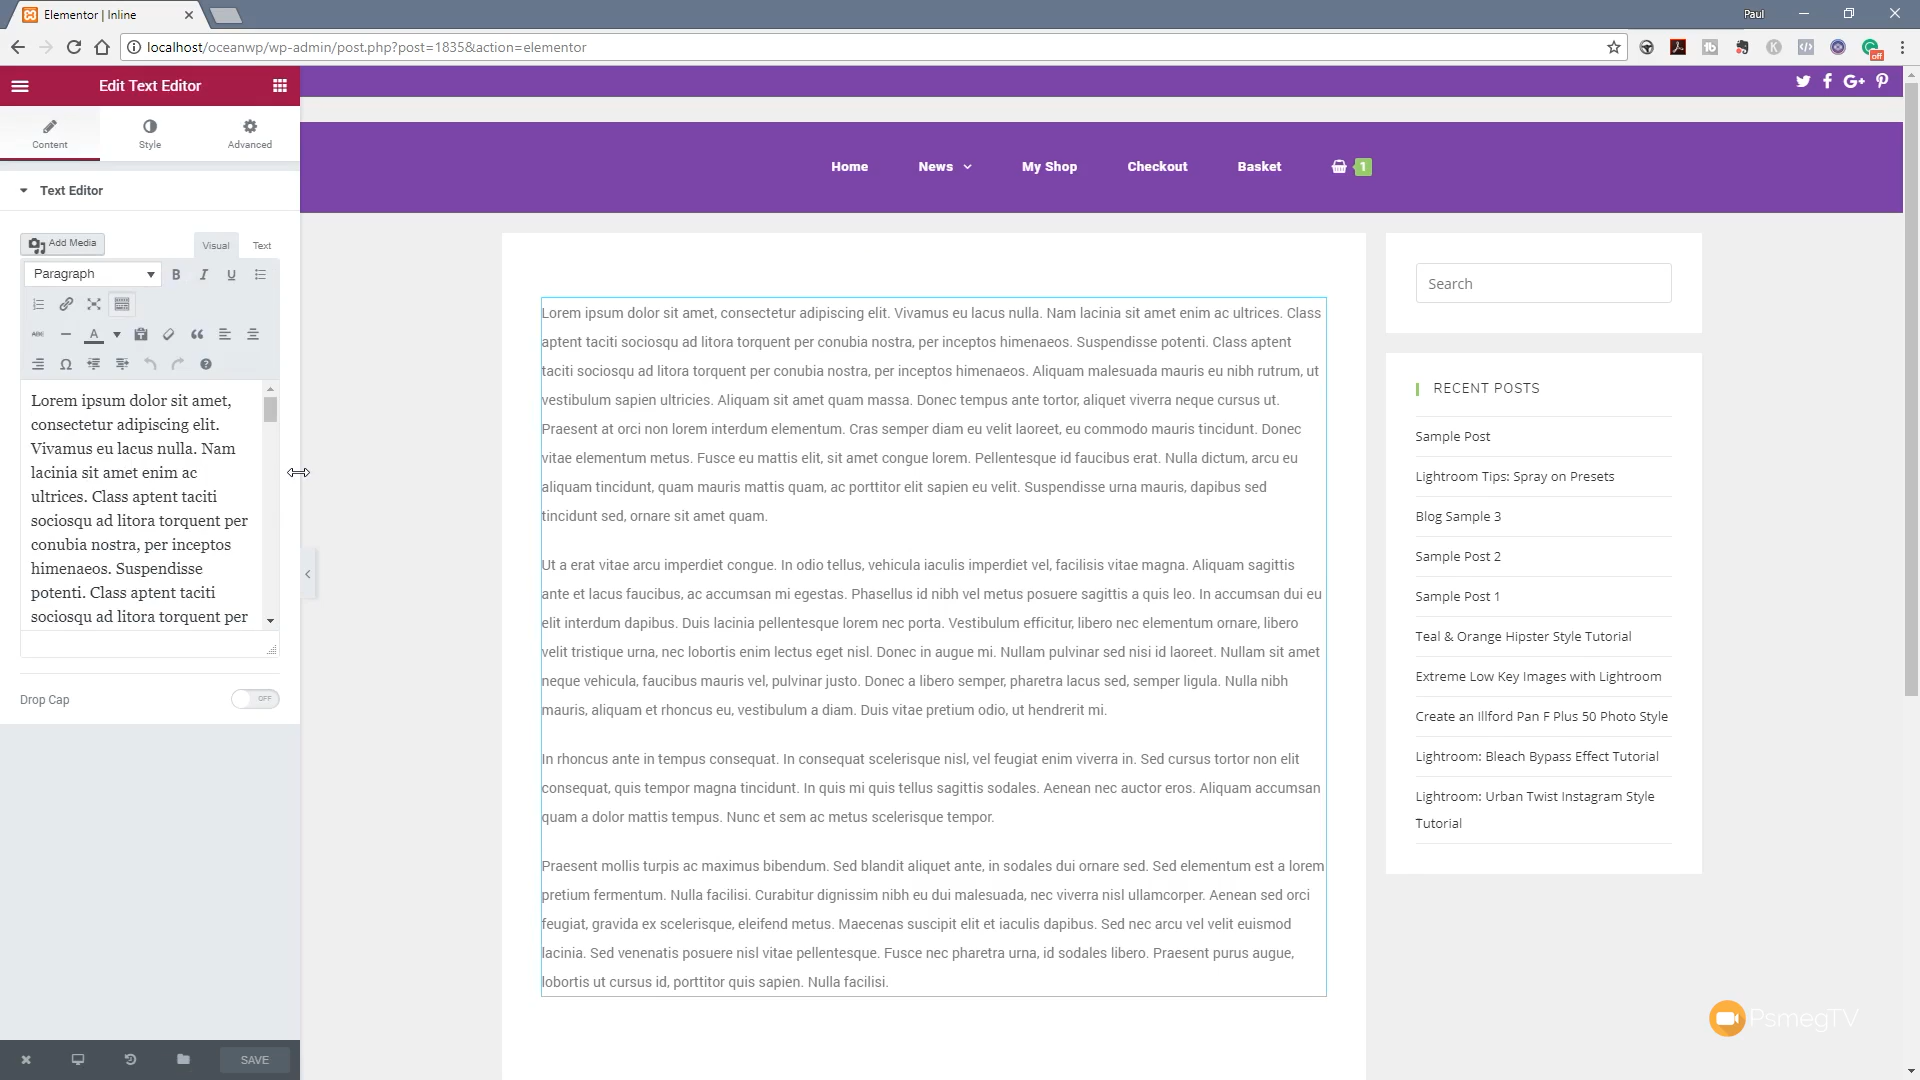 Elementor | Inline
Paul
localhost/oceanwp/wp-admin/post.php?post=1835&action=elementor
off
Edit Text Editor
Content
Style
Advanced
Text Editor
Add Media
Visual
Text
Paragraph
B
I
U
ABC
A
Lorem ipsum dolor sit amet,
consectetur adipiscing elit.
Vivamus eu lacus nulla. Nam
lacinia sit amet enim ac
ultrices. Class aptent taciti
sociosqu ad litora torquent per
conubia nostra, per inceptos
himenaeos. Suspendisse
potenti. Class aptent taciti
sociosqu ad litora torquent per
Drop Cap
OFF
SAVE
Home
News
My Shop
Checkout
Basket
1
Lorem ipsum dolor sit amet, consectetur adipiscing elit. Vivamus eu lacus nulla. Nam lacinia sit amet enim ac ultrices. Class
aptent taciti sociosqu ad litora torquent per conubia nostra, per inceptos himenaeos. Suspendisse potenti. Class aptent
taciti sociosqu ad litora torquent per conubia nostra, per inceptos himenaeos. Aliquam malesuada mauris eu nibh rutrum, ut
vestibulum sapien ultricies. Aliquam sit amet quam massa. Donec tempus ante tortor, aliquet viverra neque cursus ut.
Praesent at orci non lorem interdum elementum. Cras semper diam eu velit laoreet, eu commodo mauris tincidunt. Donec
vitae elementum metus. Fusce eu mattis elit, sit amet congue lorem. Pellentesque id faucibus erat. Nulla dictum, arcu eu
aliquam tincidunt, quam mauris mattis quam, ac porttitor elit sapien eu velit. Suspendisse urna mauris, dapibus sed
tincidunt sed, ornare sit amet quam.
Ut a erat vitae arcu imperdiet congue. In odio tellus, vehicula iaculis imperdiet vel, facilisis vitae magna. Aliquam sagittis
ante et lacus faucibus, ac accumsan mi egestas. Phasellus id nibh vel metus posuere sagittis a quis leo. In accumsan dui eu
elit interdum dapibus. Duis lacinia pellentesque lorem nec porta. Vestibulum efficitur, libero nec elementum ornare, libero
velit tristique urna, nec lobortis enim lectus eget nisl. Donec in augue mi. Nullam pulvinar sed nisi id laoreet. Nullam sit amet
neque vehicula, faucibus mauris vel, pulvinar justo. Donec a libero semper, pharetra lacus sed, semper ligula. Nulla nibh
mauris, aliquam et rhoncus eu, vestibulum a diam. Duis vitae pretium odio, ut hendrerit mi.
In rhoncus ante in tempus consequat. In consequat scelerisque nisl, vel feugiat enim viverra in. Sed cursus tortor non elit
consequat, quis tempor magna tincidunt. In quis mi quis tellus sagittis sodales. Aenean nec auctor eros. Aliquam accumsan
quam a dolor mattis tempus. Nunc et sem ac metus scelerisque tempor.
Praesent mollis turpis ac maximus bibendum. Sed blandit aliquet ante, in sodales dui ornare sed. Sed elementum est a lorem
pretium fermentum. Nulla facilisi. Curabitur dignissim nibh eu dui malesuada, nec viverra nisl ullamcorper. Aenean sed orci
feugiat, gravida ex scelerisque, eleifend metus. Maecenas suscipit elit et iaculis dapibus. Sed nec arcu vel velit euismod
lacinia. Sed venenatis posuere nisl vitae pellentesque. Fusce nec pharetra urna, id sodales libero. Praesent purus augue,
lobortis ut cursus id, porttitor quis sapien. Nulla facilisi.
Search
RECENT POSTS
Sample Post
Lightroom Tips: Spray on Presets
Blog Sample 3
Sample Post 2
Sample Post 1
Teal & Orange Hipster Style Tutorial
Extreme Low Key Images with Lightroom
Create an Illford Pan F Plus 50 Photo Style
Lightroom: Bleach Bypass Effect Tutorial
Lightroom: Urban Twist Instagram Style
Tutorial
PsmegTV